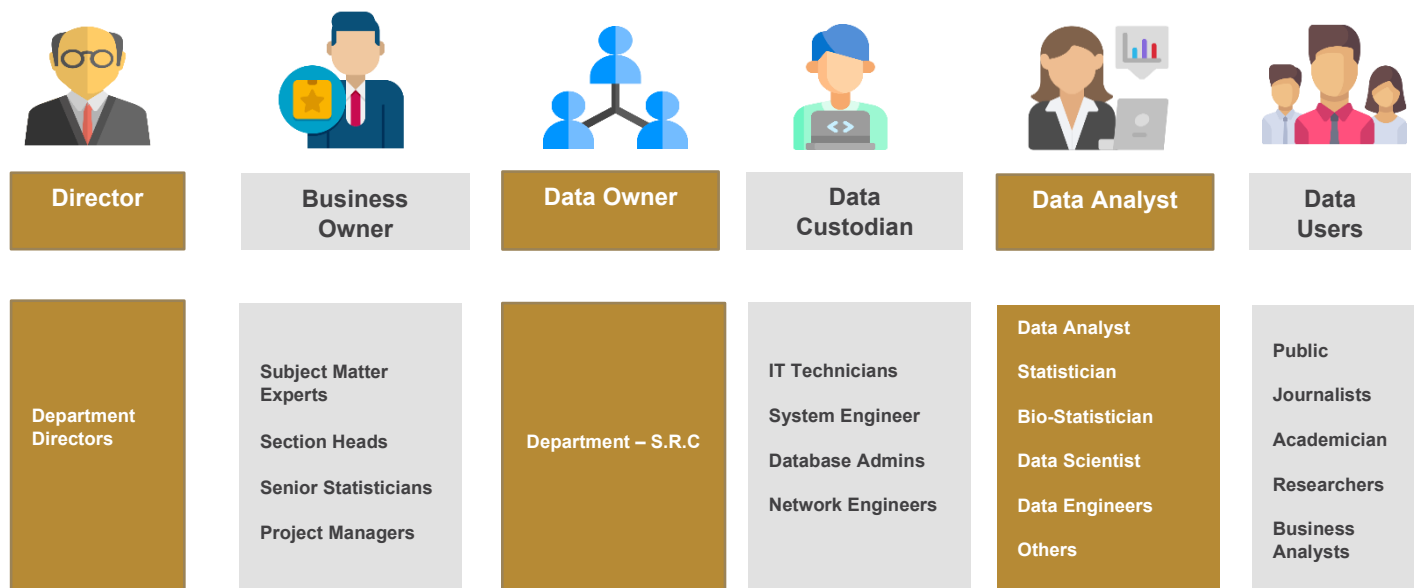 Director
Business
Owner
Data Owner
Data
Custodian
Data Analyst
Data
Users
Department
Directors
Subject Matter
Experts
Section Heads
Senior Statisticians
Project Managers
Department – S.R.C
IT Technicians
System Engineer
Database Admins
Network Engineers
Data Analyst
Statistician
Bio-Statistician
Data Scientist
Data Engineers
Others
Public
Journalists
Academician
Researchers
Business
Analysts